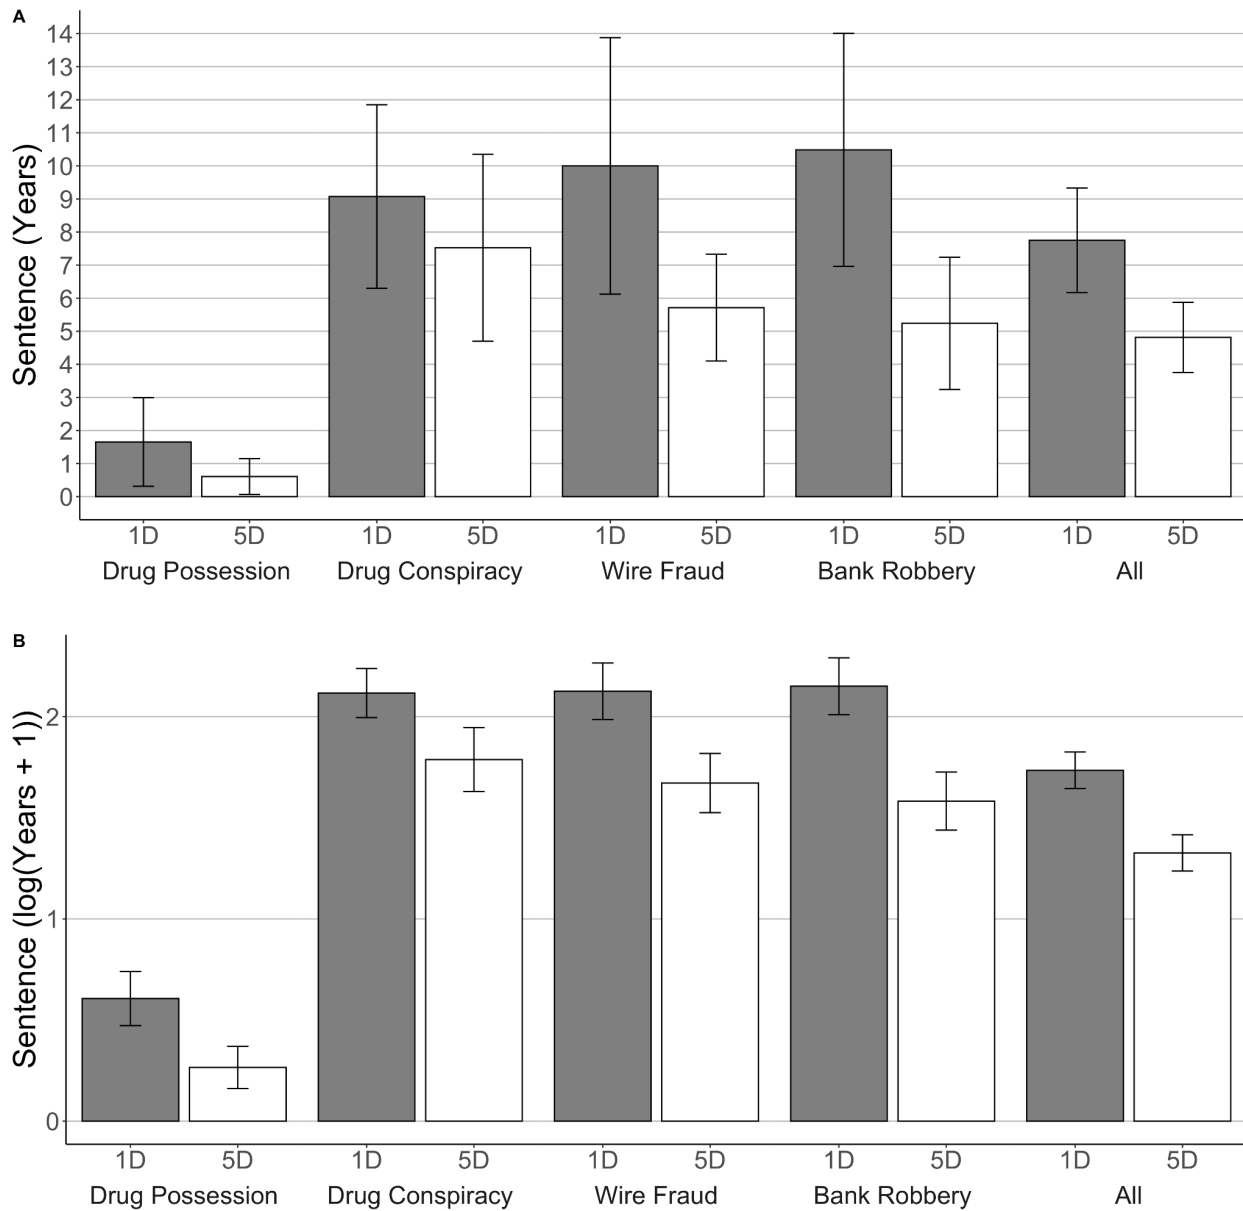 A
Sentence (Years)
14
13
12
11
10
9
8
7
6
5
4
3
2
1
0
1D 5D 1D 5D 1D 5D 1D 5D 1D 5D
Drug Possession Drug Conspiracy Wire Fraud Bank Robbery All
B
Sentence (log(Years + 1))
2
1
0
1D 5D 1D 5D 1D 5D 1D 5D 1D 5D
Drug Possession Drug Conspiracy Wire Fraud Bank Robbery All